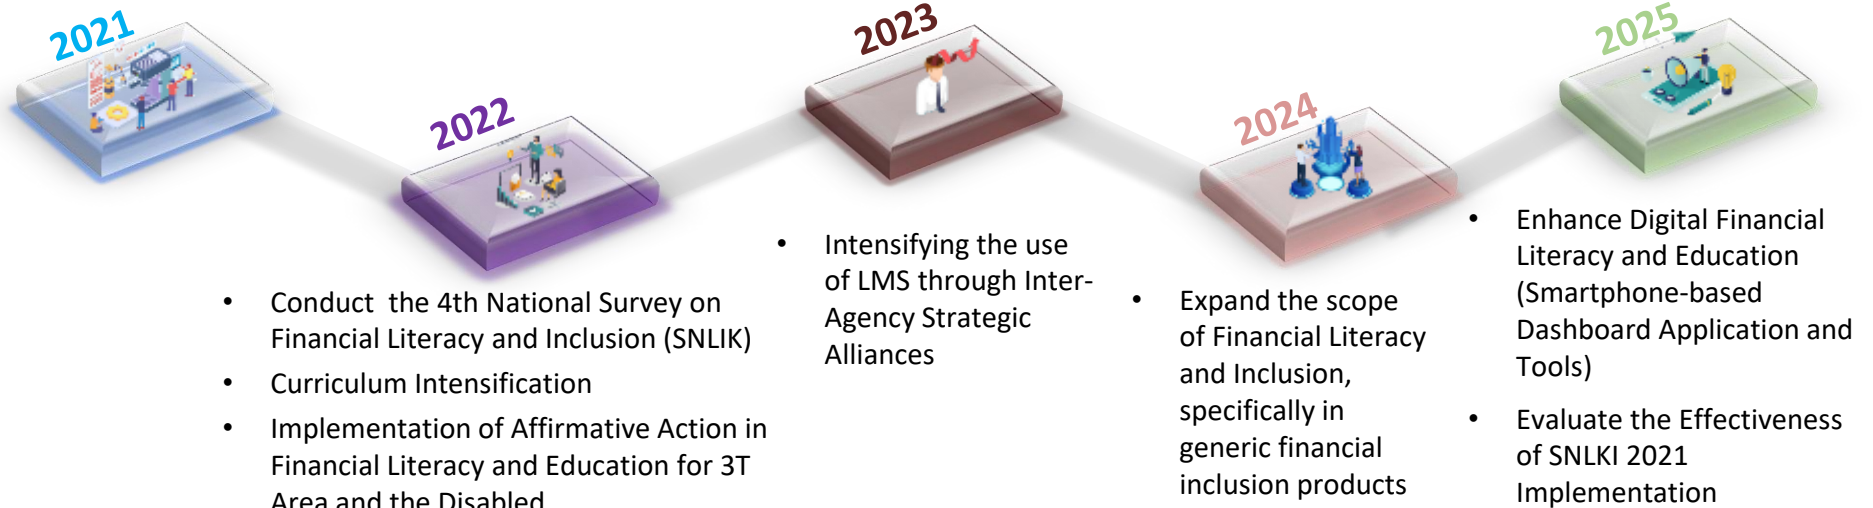 2021
2022
• Conduct  the 4th National Survey on
Financial Literacy and Inclusion (SNLIK)
• Curriculum Intensification
• Implementation of Affirmative Action in
Financial Literacy and Education for 3T
Area and the Disabled
2023
• Intensifying the use
of LMS through Inter-
Agency Strategic
Alliances
2024
• Expand the scope
of Financial Literacy
and Inclusion,
specifically in
generic financial
inclusion products
2025
• Enhance Digital Financial
Literacy and Education
(Smartphone-based
Dashboard Application and
Tools)
• Evaluate the Effectiveness
of SNLKI 2021
Implementation